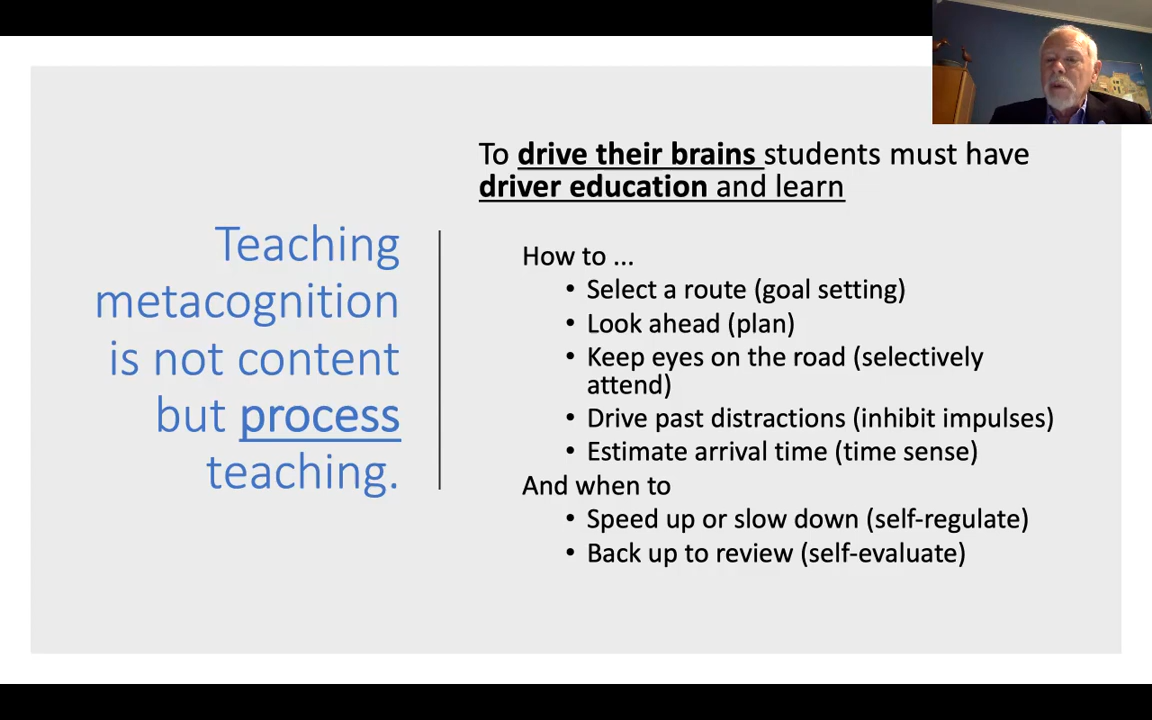 Teaching
metacognition
is not content
but process
teaching.
To drive their brains students must have
driver education and learn
How to ...
• Select a route (goal setting)
• Look ahead (plan)
• Keep eyes on the road (selectively
attend)
• Drive past distractions (inhibit impulses)
• Estimate arrival time (time sense)
And when to
• Speed up or slow down (self-regulate)
• Back up to review (self-evaluate)